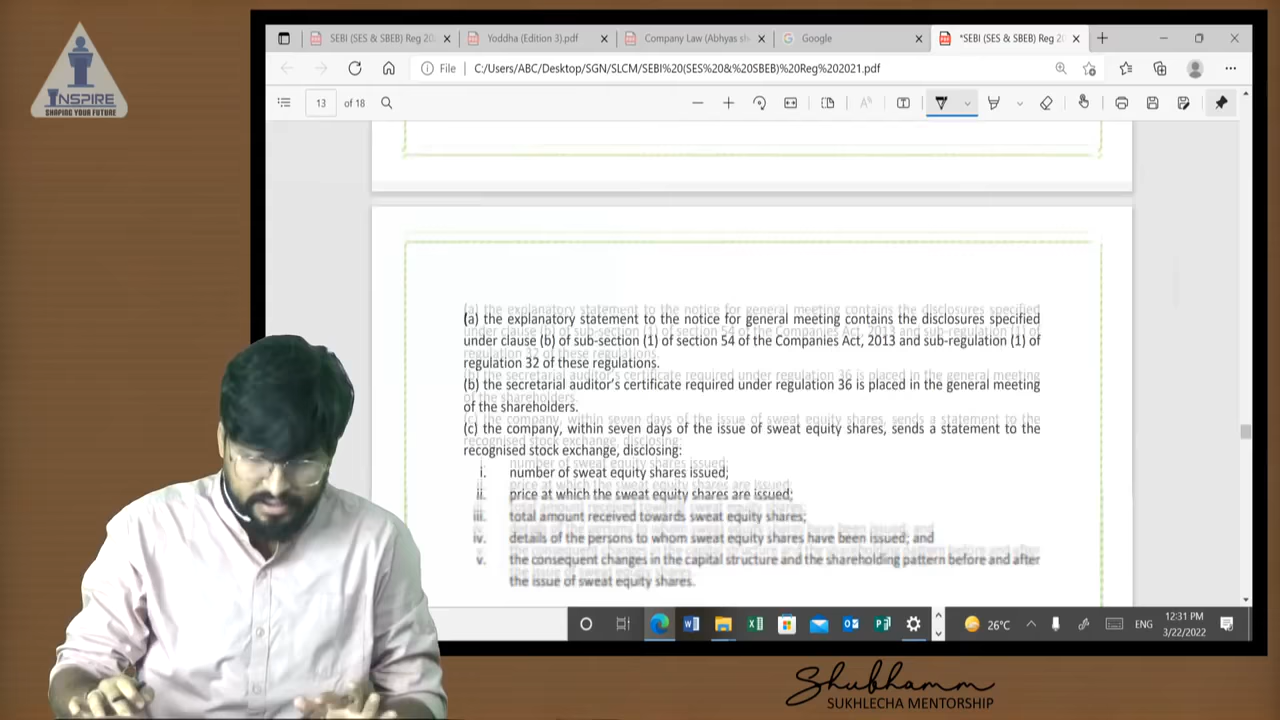 INSPIRE
SHAPING YOUR FUTURE
SEBI (SES & SBEB) Reg 20
Yoddha (Edition 3).pdf
Company Law (Abhyas sh
Google
*SEBI (SES & SBEB) Reg 2
File
C:/Users/ABC/Desktop/SGN/SLCM/SEBI%20(SES%20&%20SBEB)%20Reg%202021.pdf
13 of 18
(a) the explanatory statement to the notice for general meeting contains the disclosures specified
under clause (b) of sub-section (1) of section 54 of the Companies Act, 2013 and sub-regulation (1) of
regulation 32 of these regulations.
(b) the secretarial auditor's certificate required under regulation 36 is placed in the general meeting
of the shareholders.
(c) the company, within seven days of the issue of sweat equity shares, sends a statement to the
recognised stock exchange, disclosing:
i. number of sweat equity shares issued;
ii. price at which the sweat equity shares are issued;
iii. total amount received towards sweat equity shares;
iv. details of the persons to whom sweat equity shares have been issued; and
v. the consequent changes in the capital structure and the shareholding pattern before and after
the issue of sweat equity shares.
26°C
ENG
12:31 PM
3/22/2022
Shubhamm
SUKHLECHA MENTORSHIP